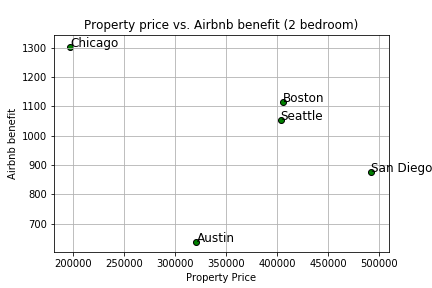 Property price vs. Airbnb benefit (2 bedroom)
1300
1200
1100
1000
900
800
700
Airbnb benefit
Chicago
Boston
Seattle
San Diego
Austin
200000 250000 300000 350000 400000 450000 500000
Property Price